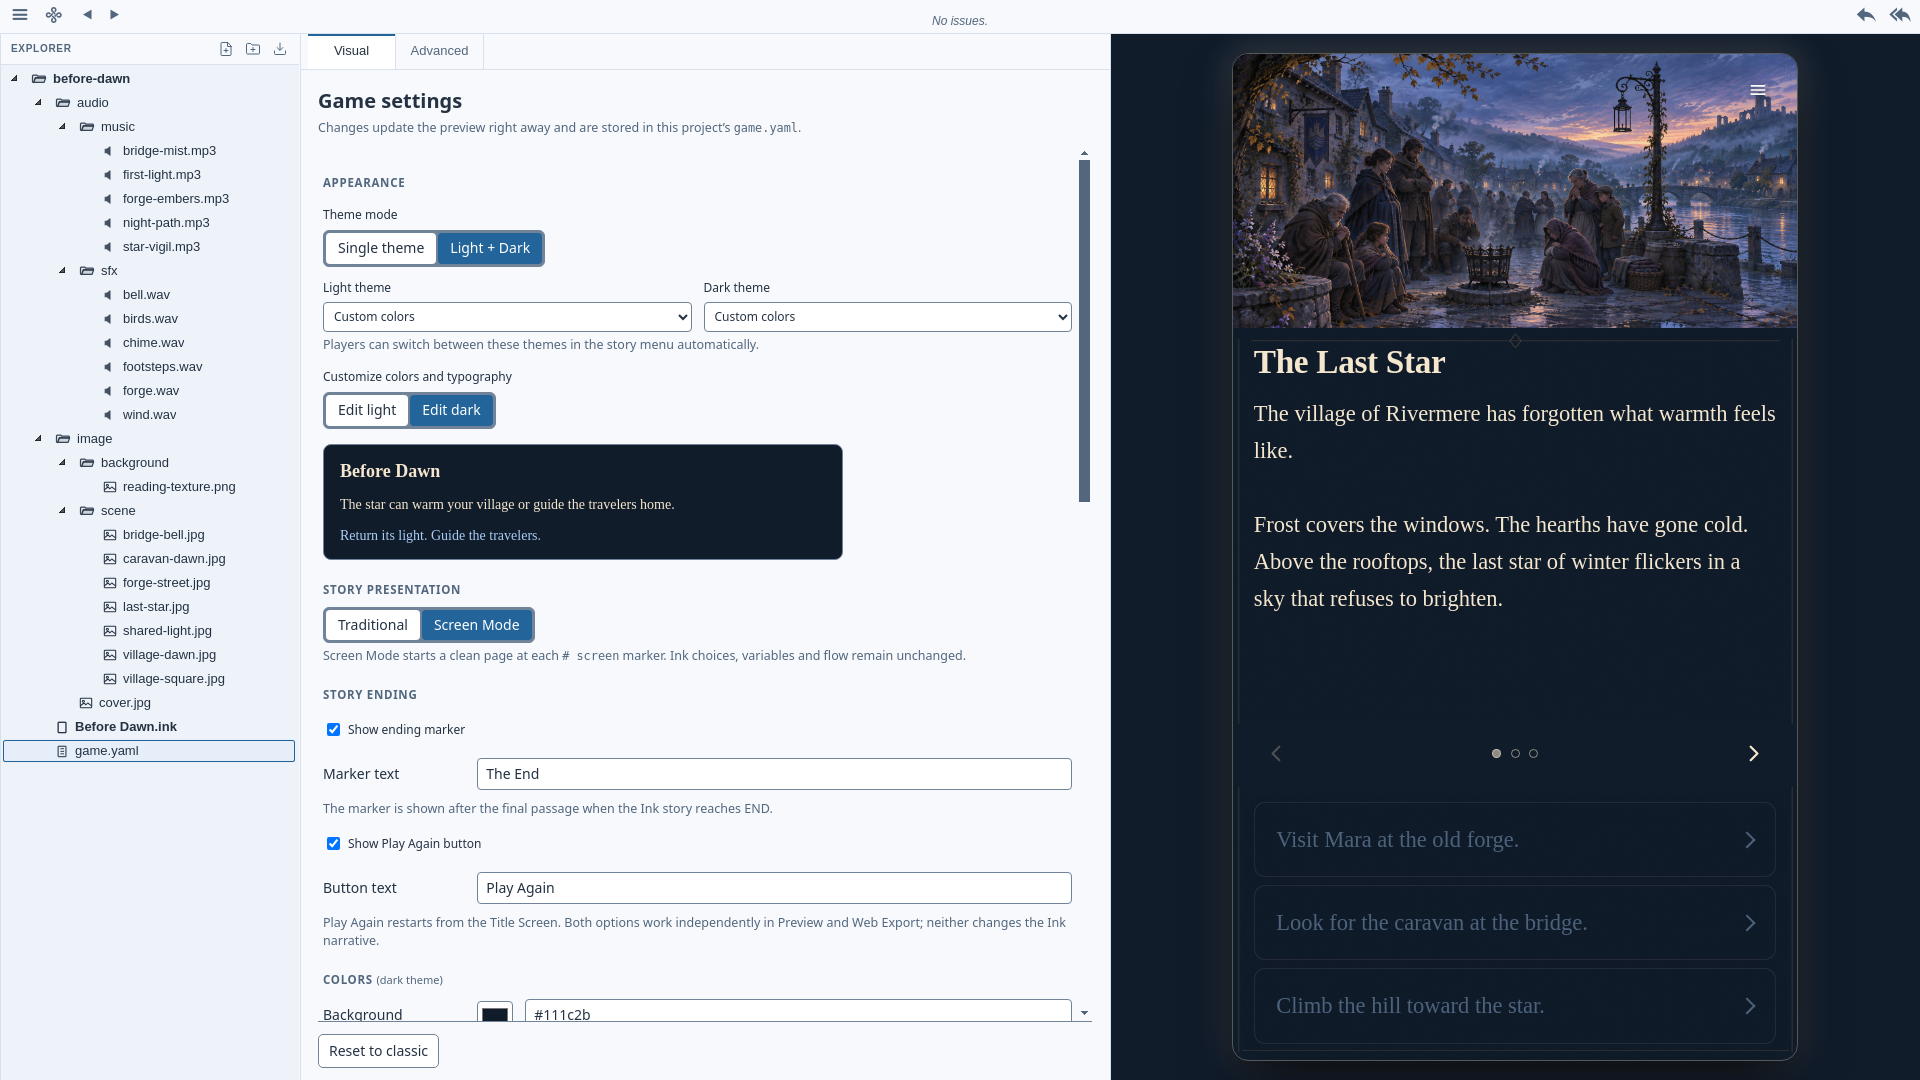 No issues.
EXPLORER
before-dawn
audio
music
bridge-mist.mp3
first-light.mp3
forge-embers.mp3
night-path.mp3
star-vigil.mp3
sfx
bell.wav
birds.wav
chime.wav
footsteps.wav
forge.wav
wind.wav
image
background
reading-texture.png
scene
bridge-bell.jpg
caravan-dawn.jpg
forge-street.jpg
last-star.jpg
shared-light.jpg
village-dawn.jpg
village-square.jpg
cover.jpg
Before Dawn.ink
game.yaml
Visual Advanced
Game settings
Changes update the preview right away and are stored in this project's game.yaml.
APPEARANCE
Theme mode
Single theme Light + Dark
Light theme Dark theme
Custom colors Custom colors
Players can switch between these themes in the story menu automatically.
Customize colors and typography
Edit light Edit dark
Before Dawn
The star can warm your village or guide the travelers home.
Return its light. Guide the travelers.
STORY PRESENTATION
Traditional Screen Mode
Screen Mode starts a clean page at each # screen marker. Ink choices, variables and flow remain unchanged.
STORY ENDING
Show ending marker
Marker text The End
The marker is shown after the final passage when the Ink story reaches END.
Show Play Again button
Button text Play Again
Play Again restarts from the Title Screen. Both options work independently in Preview and Web Export; neither changes the Ink
narrative.
COLORS (dark theme)
Background #111c2b
Reset to classic
The Last Star
The village of Rivermere has forgotten what warmth feels
like.
Frost covers the windows. The hearths have gone cold.
Above the rooftops, the last star of winter flickers in a
sky that refuses to brighten.
Visit Mara at the old forge.
Look for the caravan at the bridge.
Climb the hill toward the star.